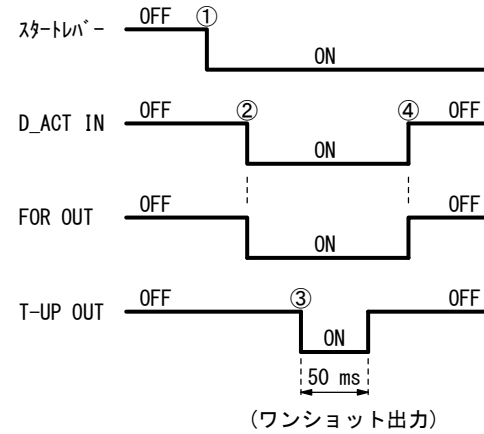 ｽﾀｰﾄﾚﾊﾞｰ OFF ① ON
D_ACT IN OFF ② ON ④ OFF
FOR OUT OFF ON OFF
T-UP OUT OFF ③ ON OFF
50 ms
(ワンショット出力)